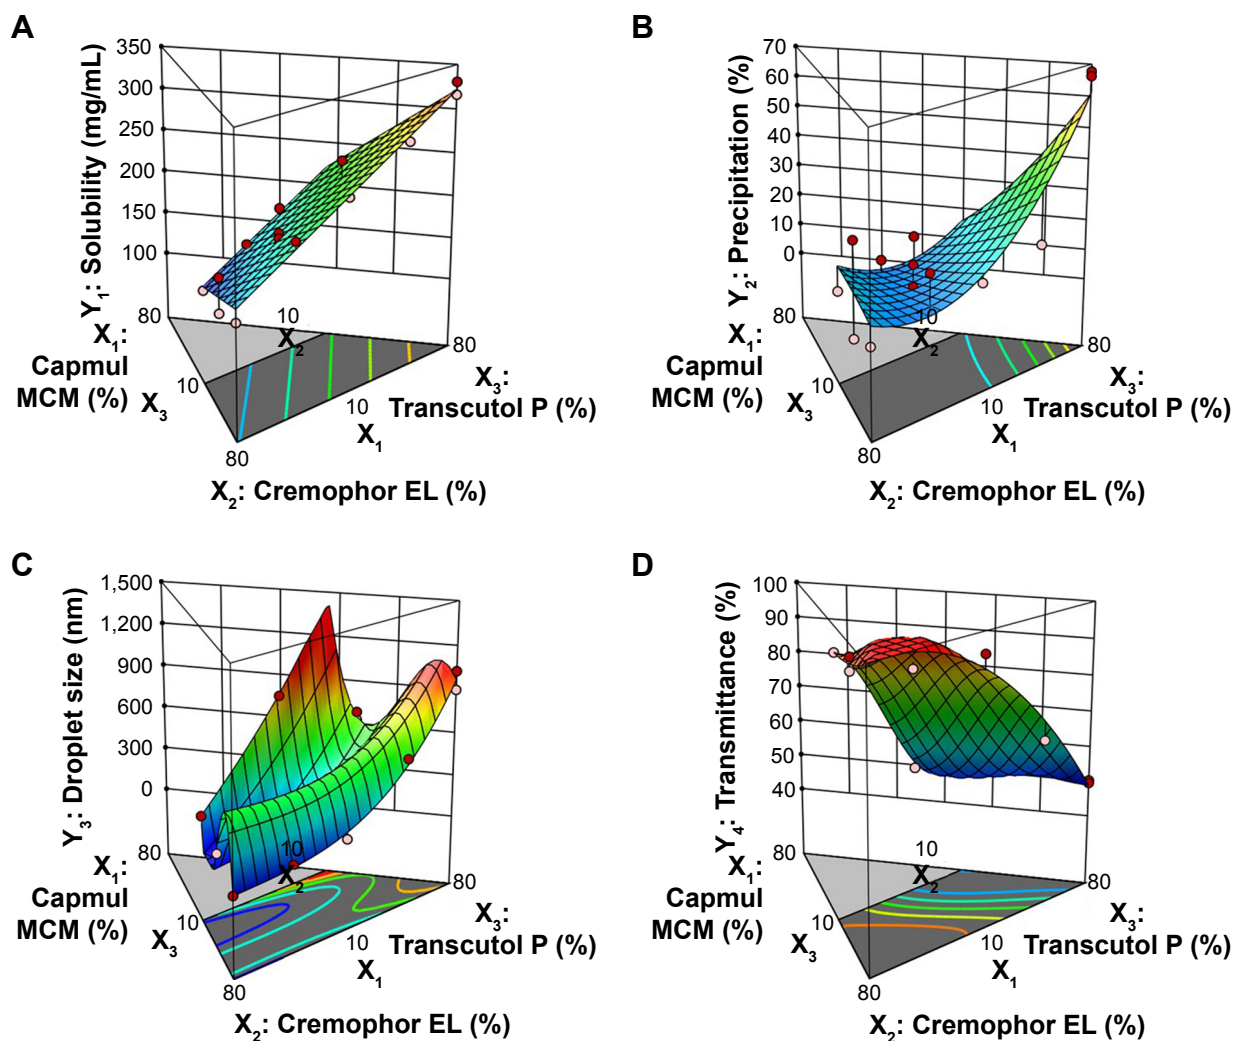 A
Y1: Solubility (mg/mL)
350
300
250
200
150
100
80
X1:
Capmul
MCM (%)
X3
10
10
X2
80
X3:
Transcutol P (%)
10
X1
80
X2: Cremophor EL (%)
B
Y2: Precipitation (%)
70
60
50
40
30
20
10
0
80
X1:
Capmul
MCM (%)
X3
10
10
X2
80
X3:
Transcutol P (%)
10
X1
80
X2: Cremophor EL (%)
C
Y3: Droplet size (nm)
1,500
1,200
900
600
300
0
80
X1:
Capmul
MCM (%)
X3
10
10
X2
80
X3:
Transcutol P (%)
10
X1
80
X2: Cremophor EL (%)
D
Y4: Transmittance (%)
100
90
80
70
60
50
40
80
X1:
Capmul
MCM (%)
X3
10
10
X2
80
X3:
Transcutol P (%)
10
X1
80
X2: Cremophor EL (%)